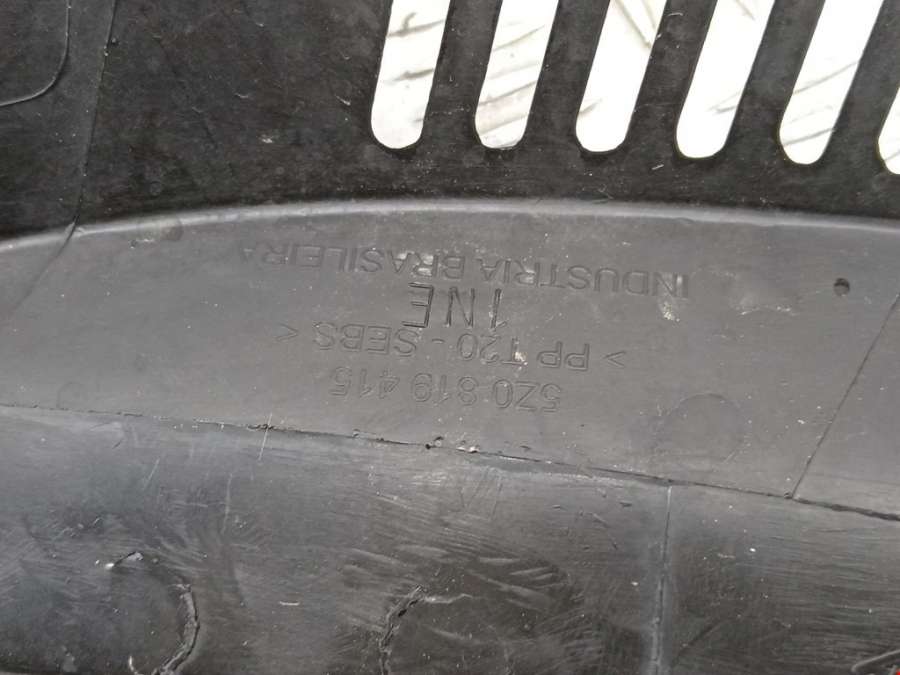 5Z0 819 415
> PP T20 - SEBS <
1NE
INDUSTRIA BRASILEIRA